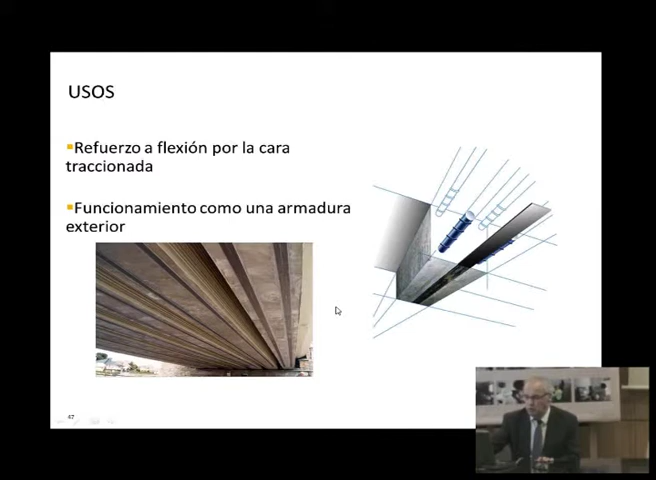 USOS
Refuerzo a flexión por la cara
traccionada
Funcionamiento como una armadura
exterior
47